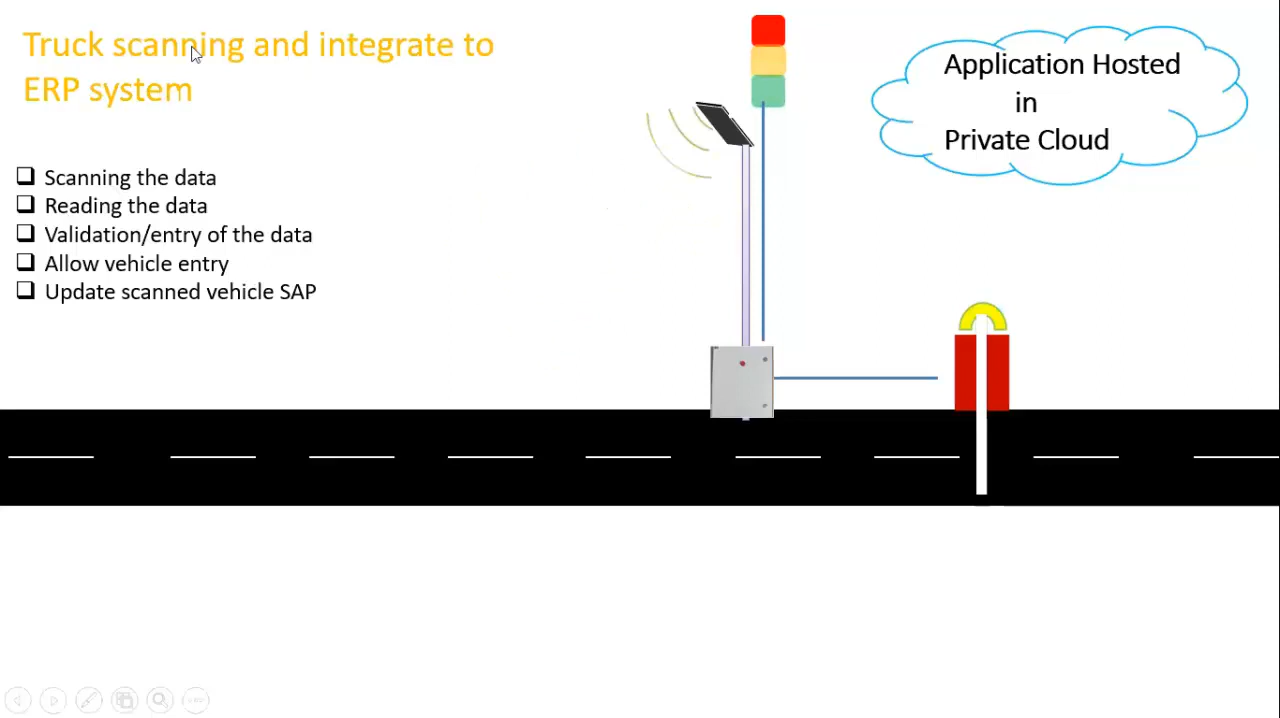 Truck scanning and integrate to
ERP system
Scanning the data
Reading the data
Validation/entry of the data
Allow vehicle entry
Update scanned vehicle SAP
Application Hosted
in
Private Cloud